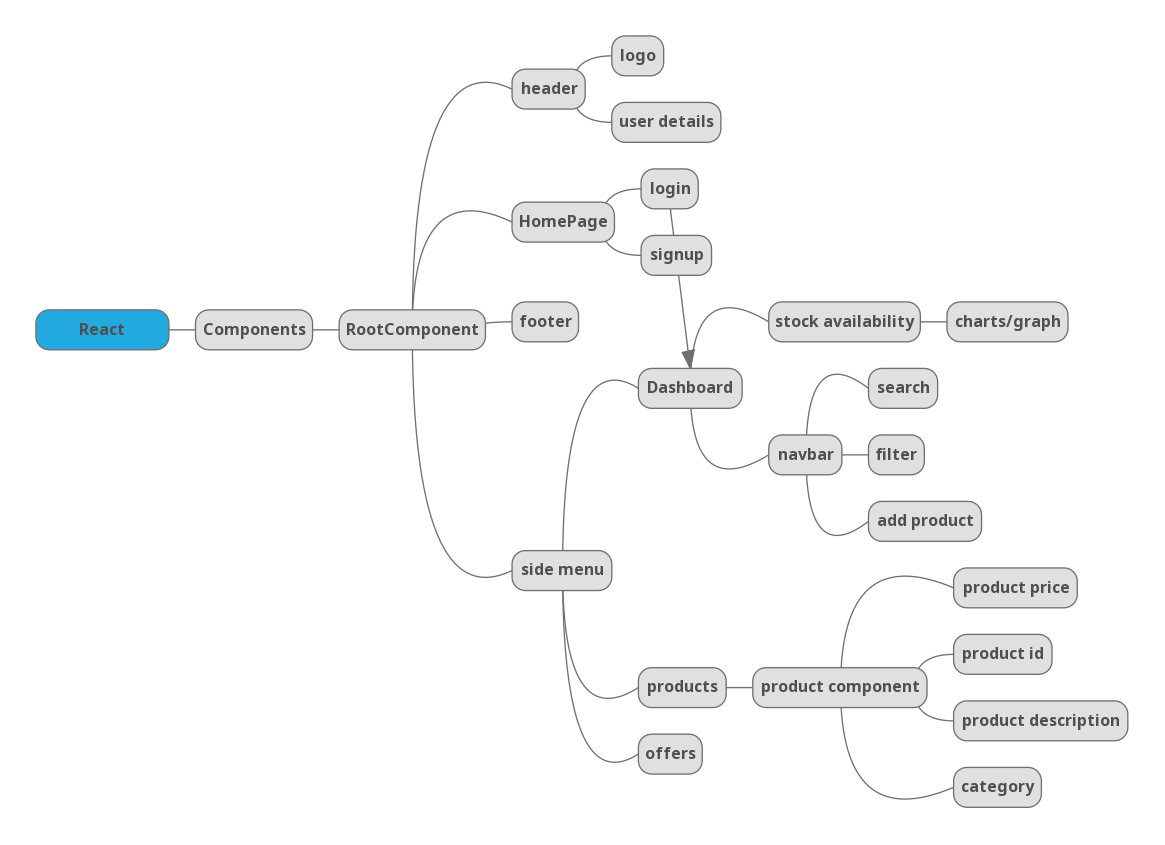 React
Components
RootComponent
header
logo
user details
HomePage
login
signup
footer
side menu
Dashboard
stock availability
charts/graph
navbar
search
filter
add product
products
product component
product price
product id
product description
category
offers